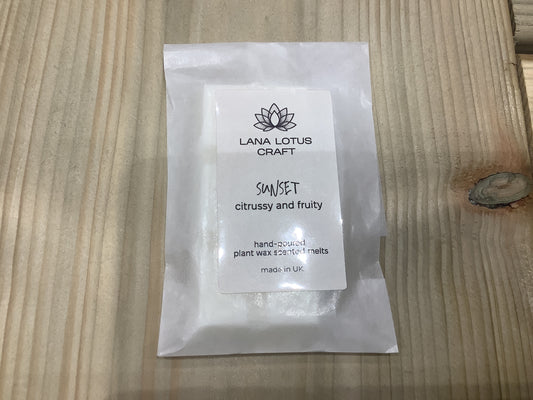 LANA LOTUS
CRAFT
SUNSET
citrussy and fruity
hand-poured
plant wax scented melts
made in UK